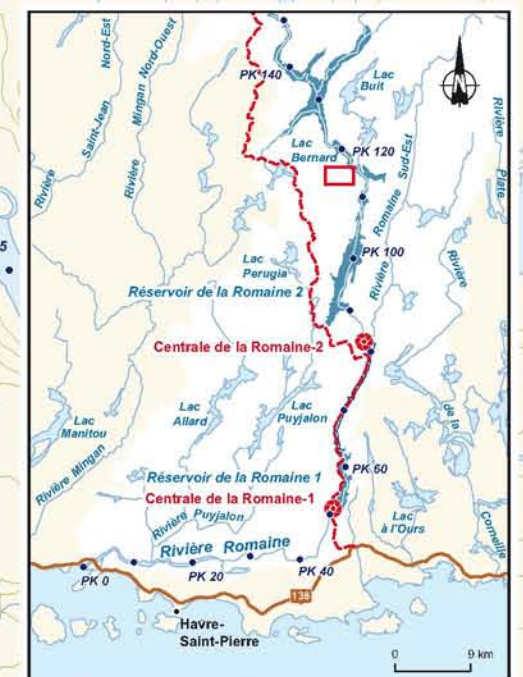 Nord-Est
Saint-Jean
Rivière
Mingan Nord-Ouest
Rivière
PK 140
Lac
Buit
N
Lac
Bernard
PK 120
Sud-Est
Rivière
Plate
5
Romaine
PK 100
Lac
Perugia
Rivière
Rivière
Réservoir de la Romaine 2
Centrale de la Romaine-2
Lac
Allard
Lac
Puyjalon
de la
Lac
Manitou
Rivière Mingan
PK 60
Réservoir de la Romaine 1
Centrale de la Romaine-1
Rivière Puyjalon
Lac
à l'Ours
Corneille
Rivière Romaine
PK 0
PK 20
PK 40
138
Havre-
Saint-Pierre
0 9 km